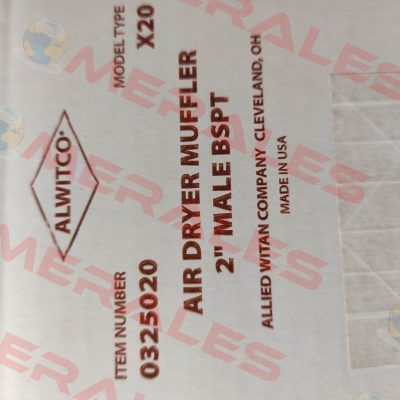 ALWITCO®
MODEL TYPE
X20
ITEM NUMBER
0325020
AIR DRYER MUFFLER
2" MALE BSPT
ALLIED WITAN COMPANY CLEVELAND, OH
MADE IN USA
MERALES
MERALES
MERALES